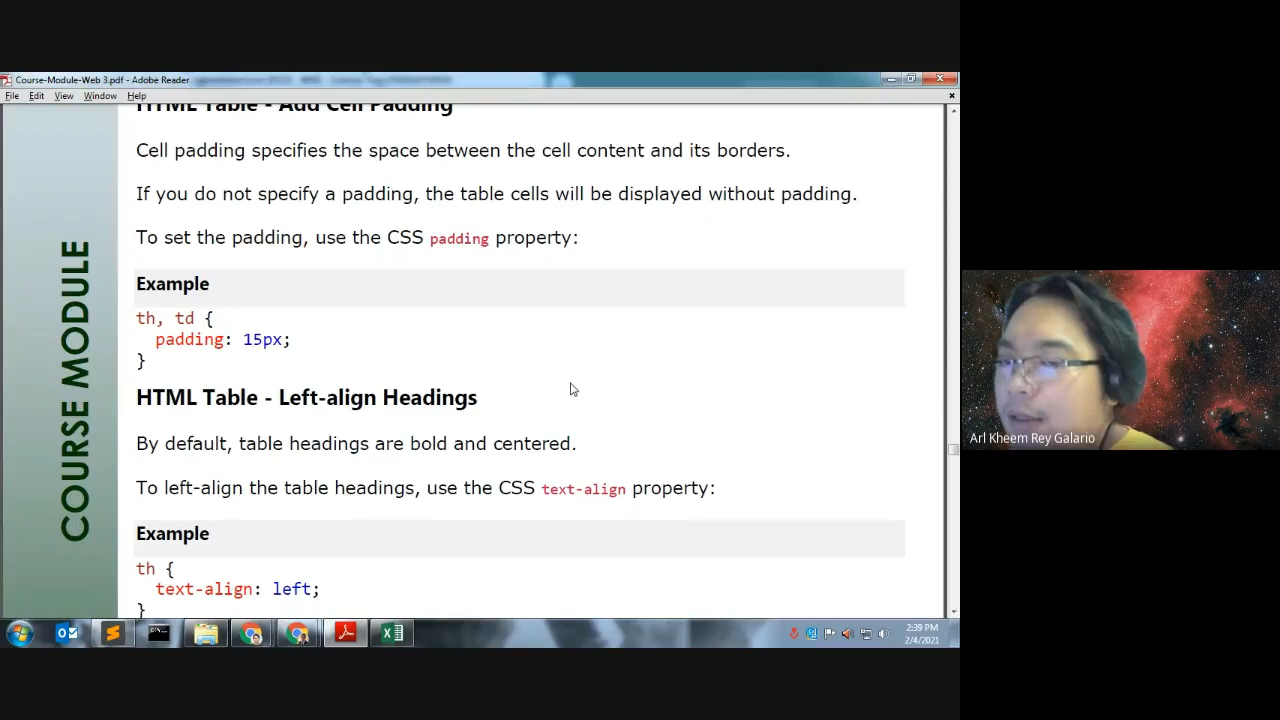 Course-Module-Web 3.pdf - Adobe Reader
File Edit View Window Help
HTML Table - Add Cell Padding
Cell padding specifies the space between the cell content and its borders.
If you do not specify a padding, the table cells will be displayed without padding.
To set the padding, use the CSS padding property:
Example
th, td {
padding: 15px;
}
HTML Table - Left-align Headings
By default, table headings are bold and centered.
To left-align the table headings, use the CSS text-align property:
Example
th {
text-align: left;
}
COURSE MODULE
Arl Kheem Rey Galario
2:39 PM
2/4/2021